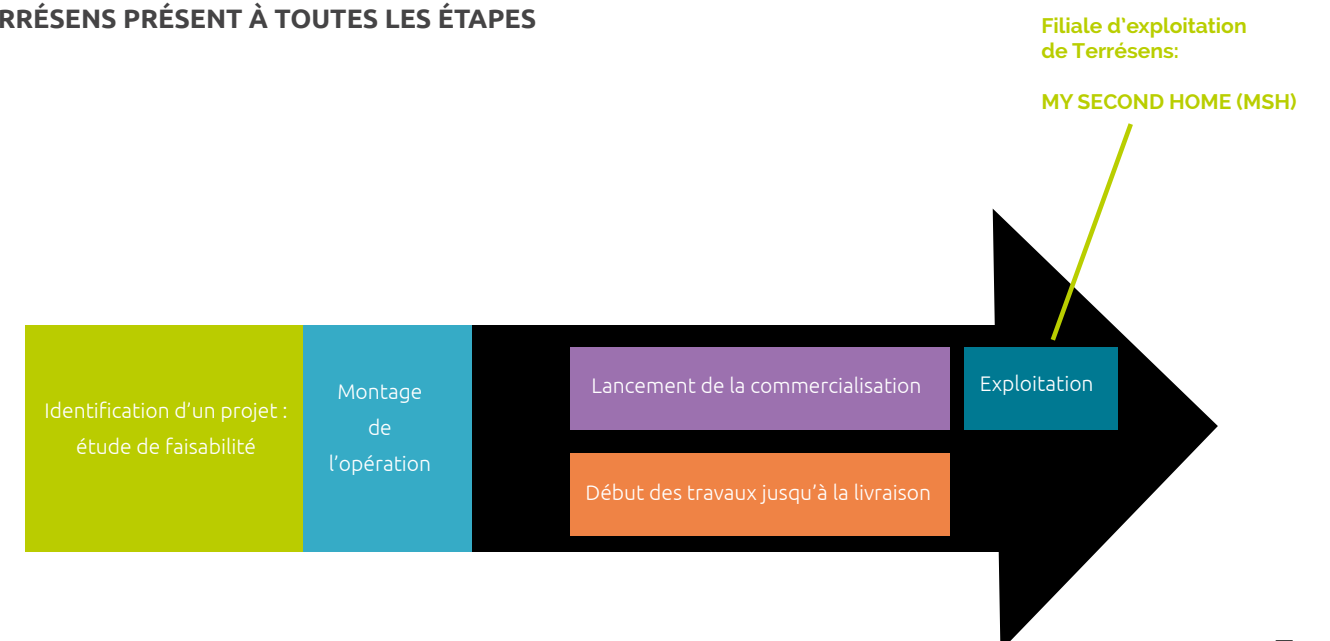 RRÉSENS PRÉSENT À TOUTES LES ÉTAPES
Filiale d'exploitation
de Terrésens:
MY SECOND HOME (MSH)
Identification d'un projet :
étude de faisabilité
Montage
de
l'opération
Lancement de la commercialisation
Exploitation
Début des travaux jusqu'à la livraison